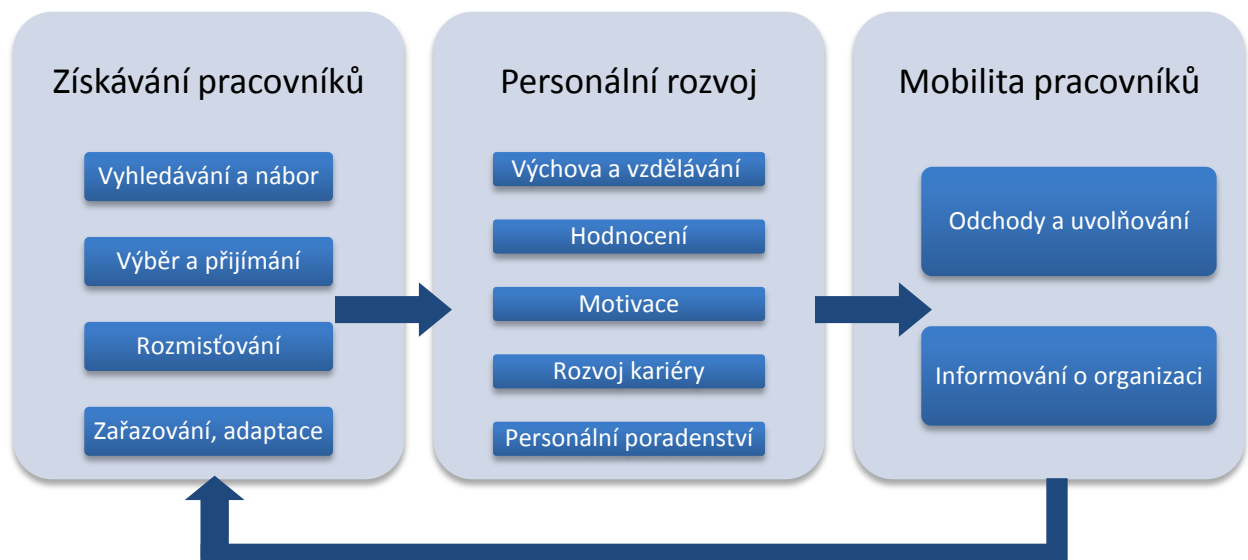 Získávání pracovníků
Vyhledávání a nábor
Výběr a přijímání
Rozmisťování
Zařazování, adaptace
Personální rozvoj
Výchova a vzdělávání
Hodnocení
Motivace
Rozvoj kariéry
Personální poradenství
Mobilita pracovníků
Odchody a uvolňování
Informování o organizaci